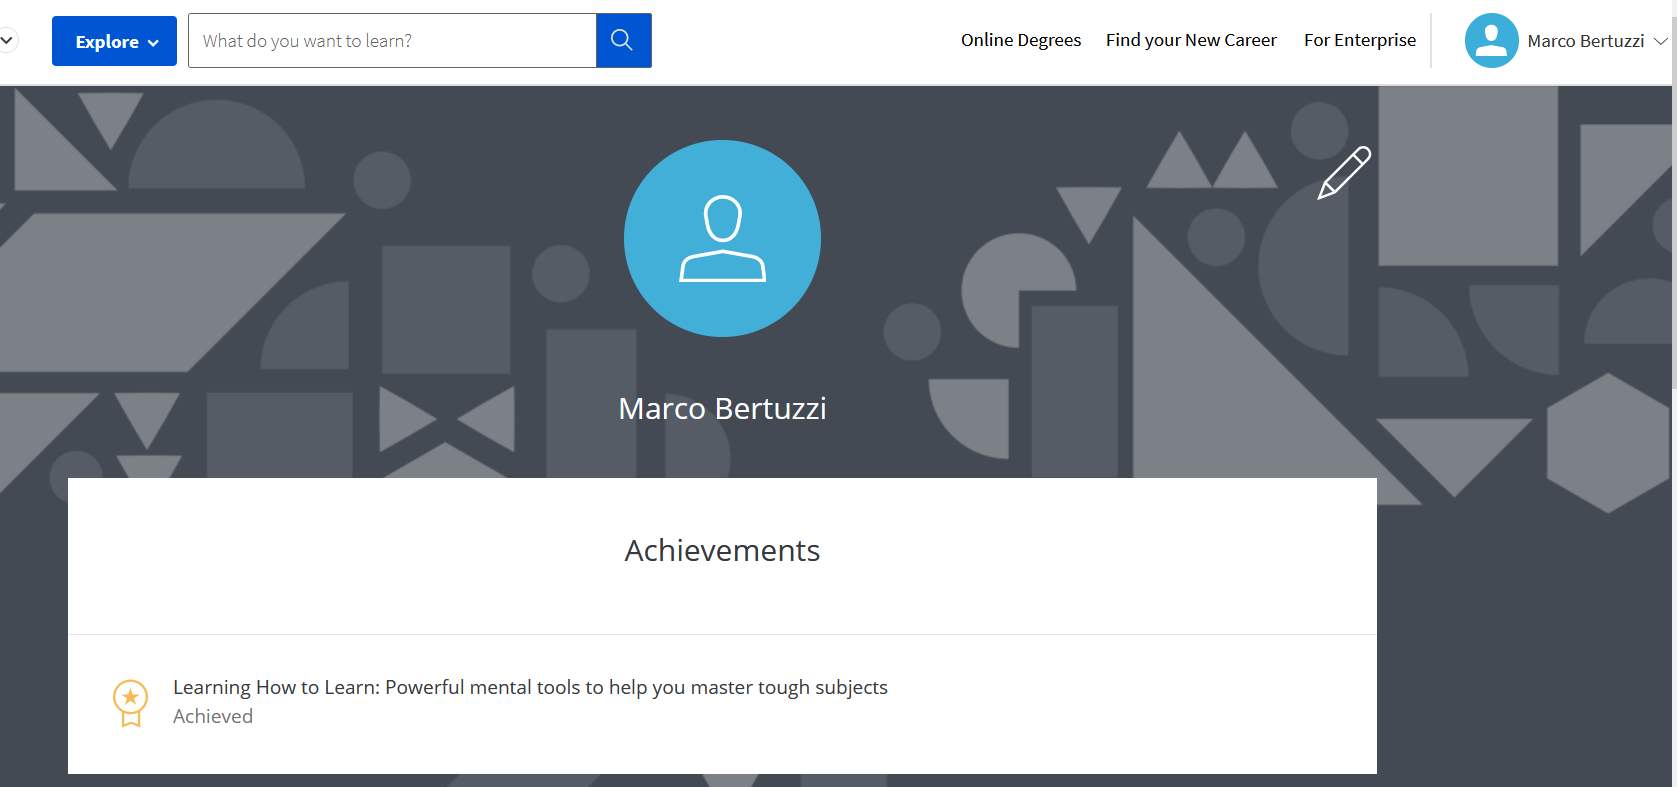 Explore
What do you want to learn?
Online Degrees
Find your New Career
For Enterprise
Marco Bertuzzi
Marco Bertuzzi
Achievements
Learning How to Learn: Powerful mental tools to help you master tough subjects
Achieved